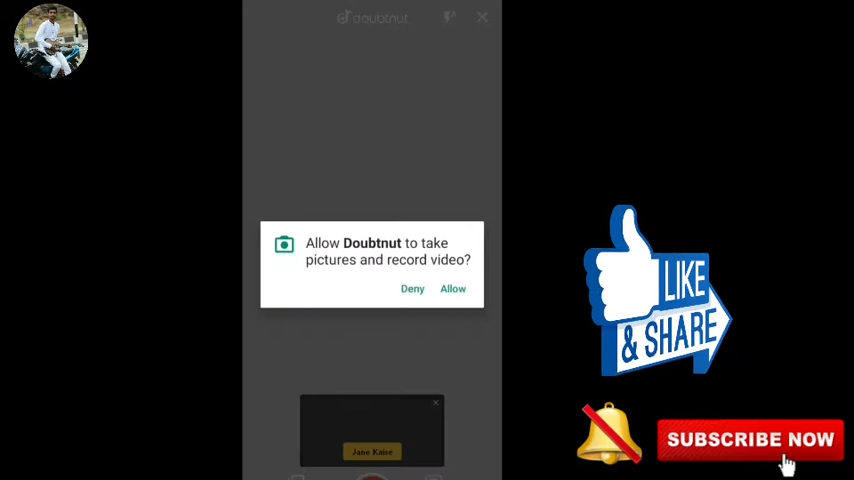 doubtnut
Allow Doubtnut to take
pictures and record video?
Deny Allow
Jane Kaise
LIKE
& SHARE
SUBSCRIBE NOW